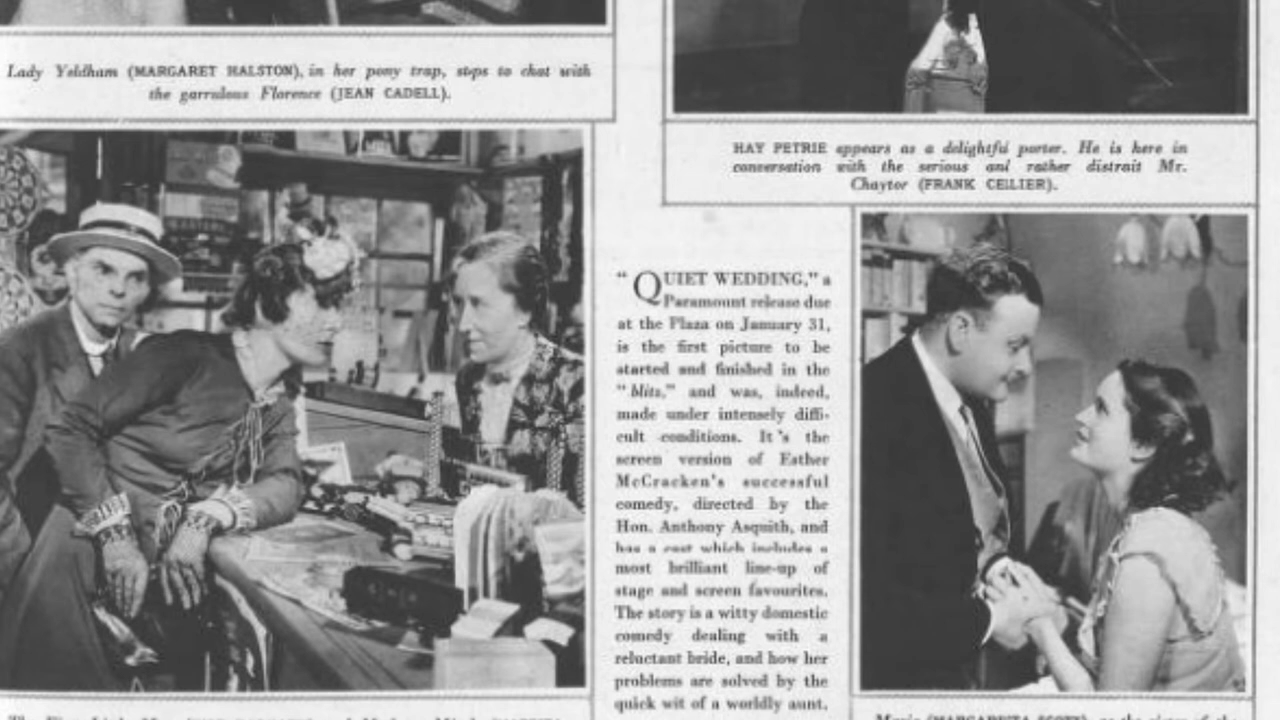 Lady Yeldham (MARGARET HALSTON), in her pony trap, stops to chat with
the garrulous Florence (JEAN CADELL).
HAY PETRIE appears as a delightful porter. He is here in
conversation with the serious and rather distrait Mr.
Chaytor (FRANK CELLIER).
"QUIET WEDDING," a
Paramount release due
at the Plaza on January 31,
is the first picture to be
started and finished in the
"blitz," and was, indeed,
made under intensely diffi-
cult conditions. It's the
screen version of Esther
McCracken's successful
comedy, directed by the
Hon. Anthony Asquith, and
has a cast which includes a
most brilliant line-up of
stage and screen favourites.
The story is a witty domestic
comedy dealing with a
reluctant bride, and how her
problems are solved by the
quick wit of a worldly aunt.